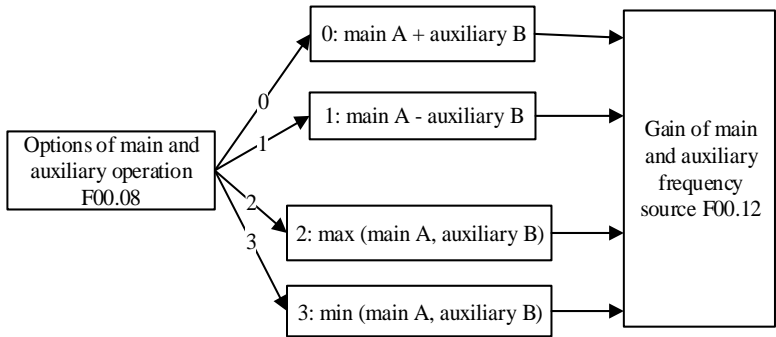 0: main A + auxiliary B
0
1: main A - auxiliary B
1
Options of main and
auxiliary operation
F00.08
Gain of main
and auxiliary
frequency
source F00.12
2
2: max (main A, auxiliary B)
3
3: min (main A, auxiliary B)